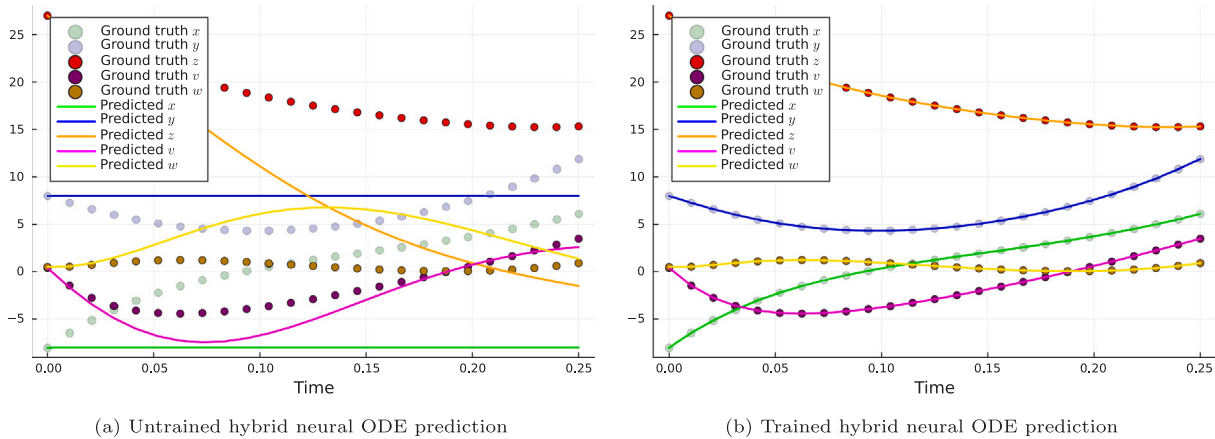 25
20
15
10
5
0
−5
Ground truth x
Ground truth y
Ground truth z
Ground truth v
Ground truth w
Predicted x
Predicted y
Predicted z
Predicted v
Predicted w
0.00 0.05 0.10 0.15 0.20 0.25
Time
(a) Untrained hybrid neural ODE prediction
25
20
15
10
5
0
−5
Ground truth x
Ground truth y
Ground truth z
Ground truth v
Ground truth w
Predicted x
Predicted y
Predicted z
Predicted v
Predicted w
0.00 0.05 0.10 0.15 0.20 0.25
Time
(b) Trained hybrid neural ODE prediction